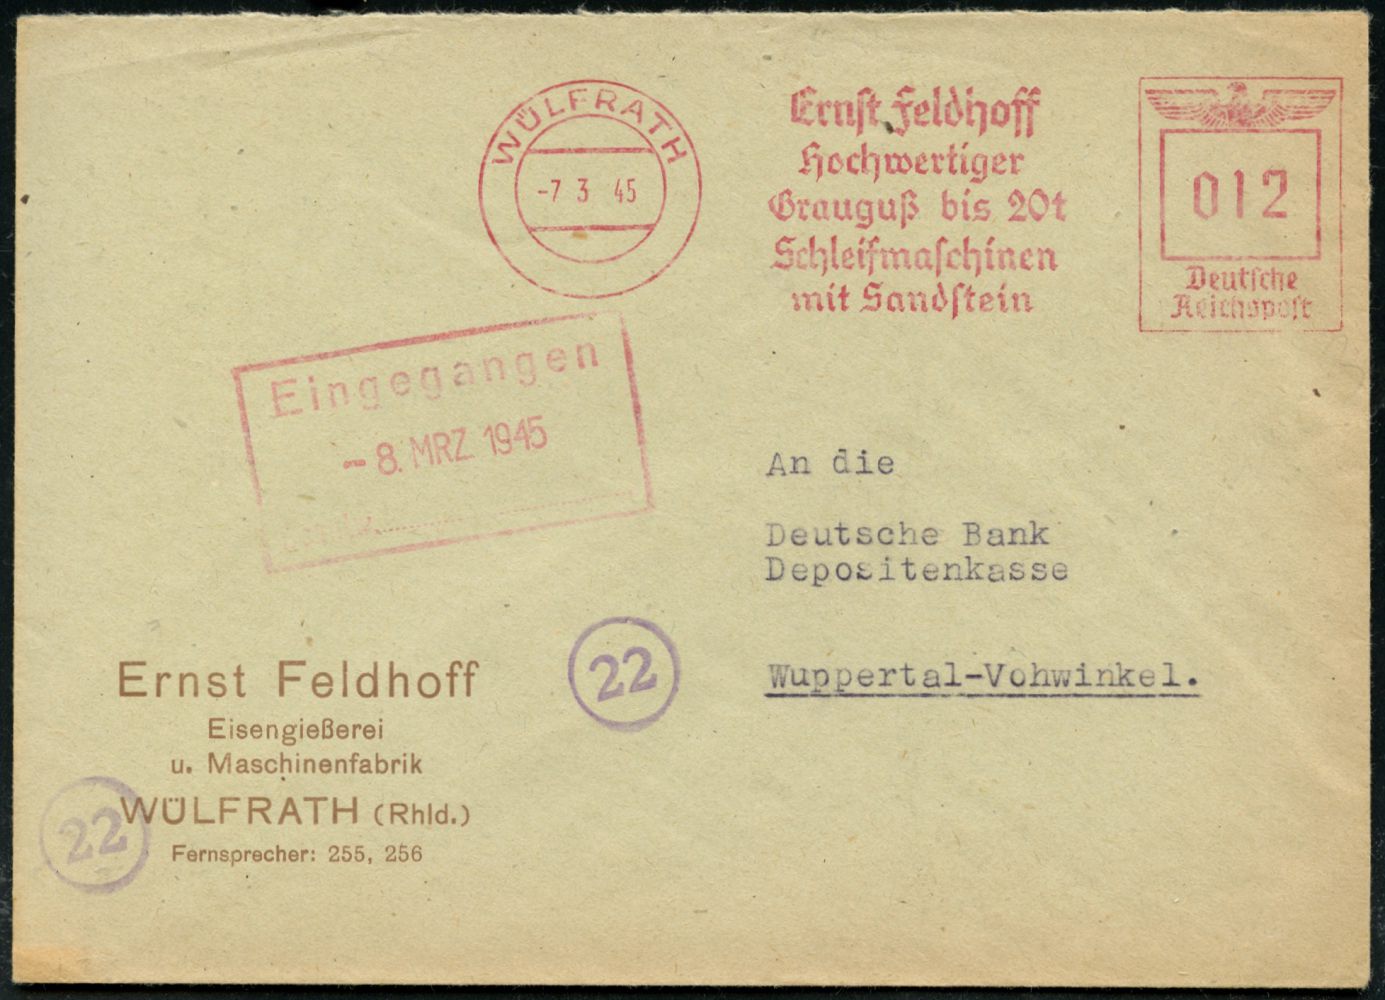 WÜLFRATH
-7 3 45
Ernst Feldhoff
Hochwertiger
Grauguß bis 20t
Schleifmaschinen
mit Sandstein
012
Deutsche
Reichspost
Eingegangen
- 8. MRZ 1945
An die
Deutsche Bank
Depositenkasse
Wuppertal-Vohwinkel.
22
Ernst Feldhoff
Eisengießerei
u. Maschinenfabrik
WÜLFRATH (Rhld.)
Fernsprecher: 255, 256
22